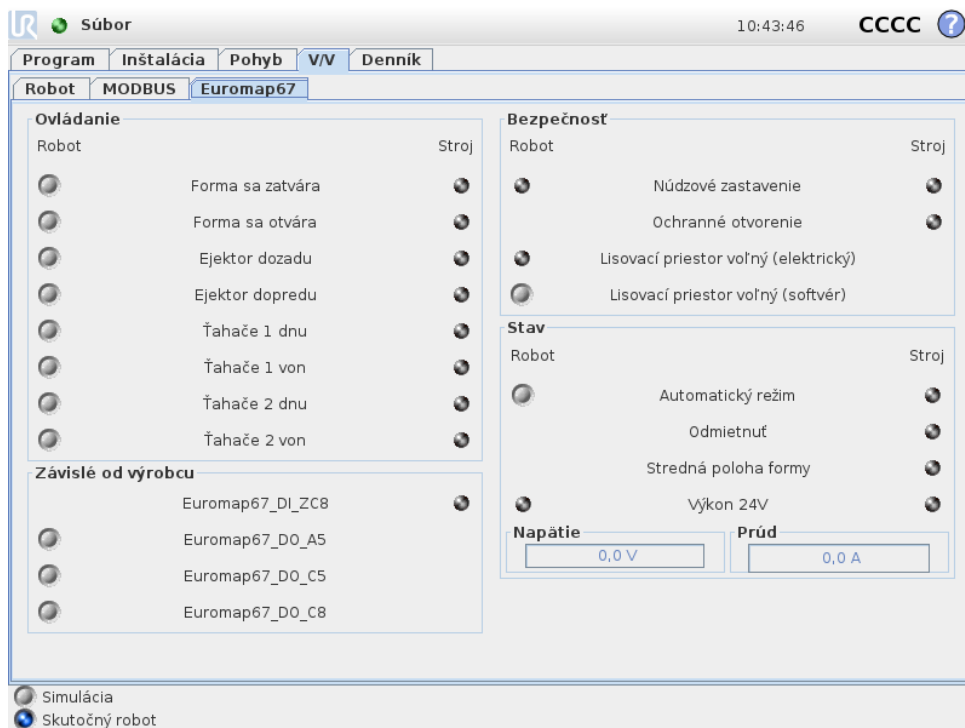 UR Súbor 10:43:46 CCCC ?
Program Inštalácia Pohyb V/V Denník
Robot MODBUS Euromap67
Ovládanie
Robot Stroj
Forma sa zatvára
Forma sa otvára
Ejektor dozadu
Ejektor dopredu
Ťahače 1 dnu
Ťahače 1 von
Ťahače 2 dnu
Ťahače 2 von
Závislé od výrobcu
Euromap67_DI_ZC8
Euromap67_DO_A5
Euromap67_DO_C5
Euromap67_DO_C8
Bezpečnosť
Robot Stroj
Núdzové zastavenie
Ochranné otvorenie
Lisovací priestor voľný (elektrický)
Lisovací priestor voľný (softvér)
Stav
Robot Stroj
Automatický režim
Odmietnuť
Stredná poloha formy
Výkon 24V
Napätie Prúd
0,0 V 0,0 A
Simulácia
Skutočný robot